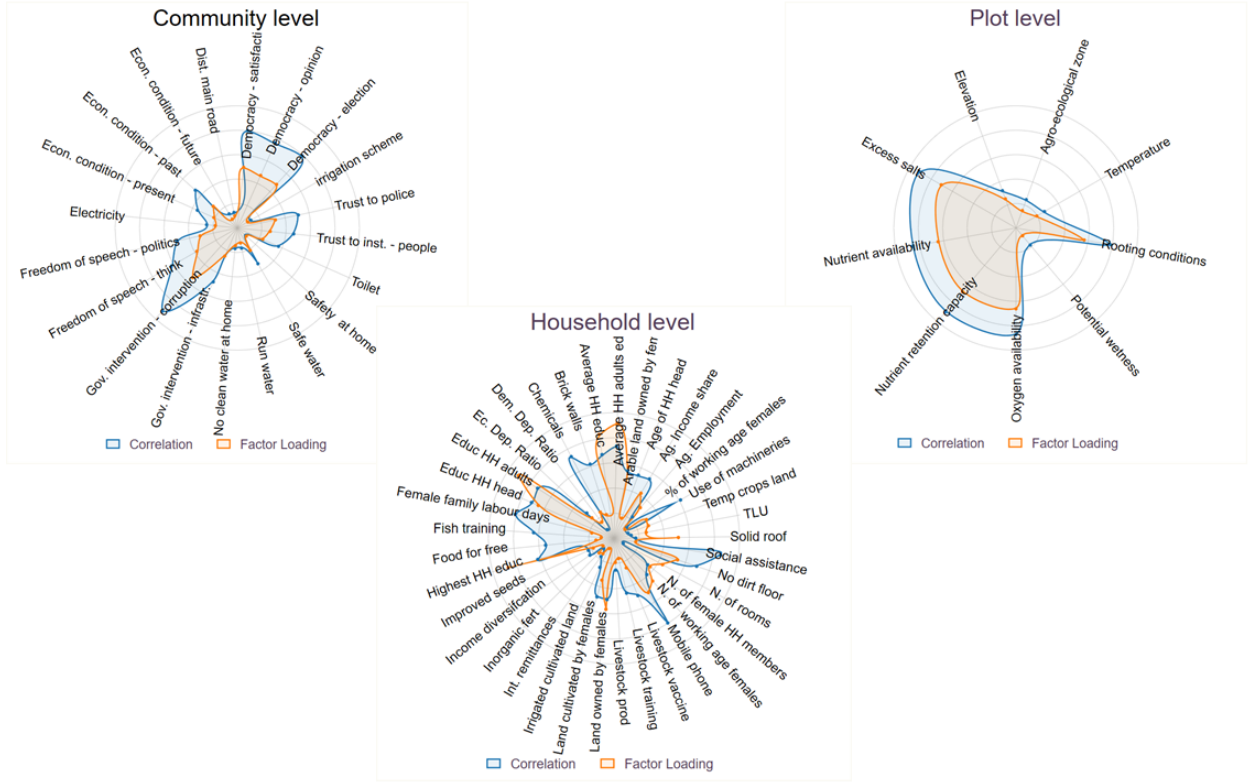 Community level
Democracy - satisfacti
Democracy - opinion
Democracy - election
irrigation scheme
Trust to police
Trust to inst. - people
Toilet
Safety at home
Safe water
Run water
No clean water at home
Gov. intervention - infrastr.
Gov. intervention - corruption
Freedom of speech - think
Freedom of speech - politics
Electricity
Econ. condition - present
Econ. condition - past
Econ. condition - future
Dist. main road
Correlation
Factor Loading
Plot level
Agro-ecological zone
Temperature
Rooting conditions
Potential wetness
Oxygen availability
Nutrient retention capacity
Nutrient availability
Excess salts
Elevation
Correlation
Factor Loading
Household level
Average HH adults ed
Arable land owned by fen
Age of HH head
Ag. Income share
Ag. Employment
% of working age females
Use of machineries
Temp crops land
TLU
Solid roof
Social assistance
No dirt floor
N. of rooms
N. of female HH members
N. of working age females
Mobile phone
Livestock vaccine
Livestock training
Livestock prod
Land owned by females
Land cultivated by females
Irrigated cultivated land
Int. remittances
Inorganic fert
Income diversifcation
Improved seeds
Highest HH educ
Food for free
Fish training
Female family labour days
Educ HH head
Educ HH adults
Ec. Dep. Ratio
Dem. Dep. Ratio
Chemicals
Brick walls
Average HH educ
Correlation
Factor Loading